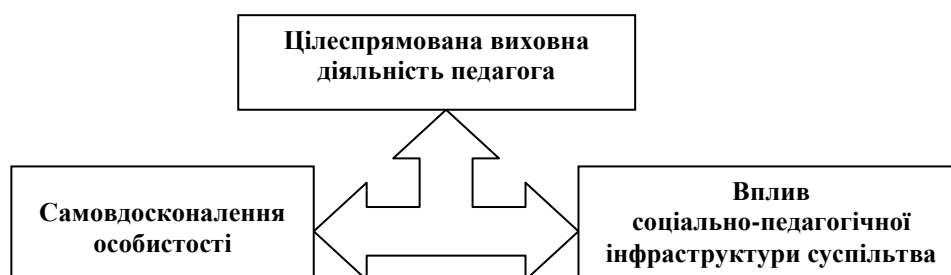 Цілеспрямована виховна
діяльність педагога
Самовдосконалення
особистості
Вплив
соціально-педагогічної
інфраструктури суспільства